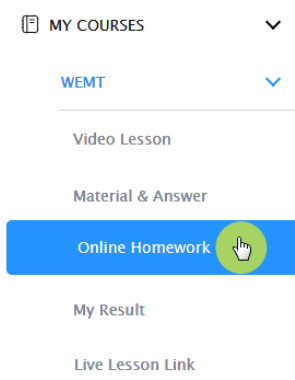 MY COURSES
WEMT
Video Lesson
Material & Answer
Online Homework
My Result
Live Lesson Link